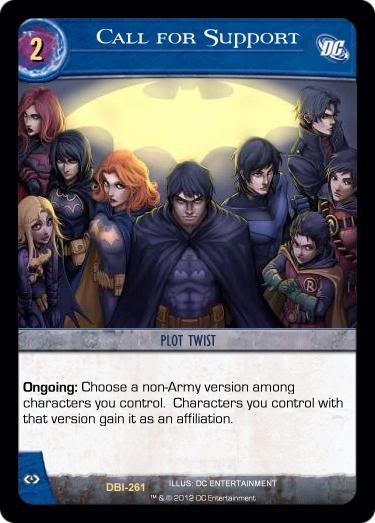 2
CALL FOR SUPPORT
DC
PLOT TWIST
Ongoing: Choose a non-Army version among
characters you control. Characters you control with
that version gain it as an affiliation.
DBI-261
ILLUS: DC ENTERTAINMENT
™ & © 2012 DC Entertainment